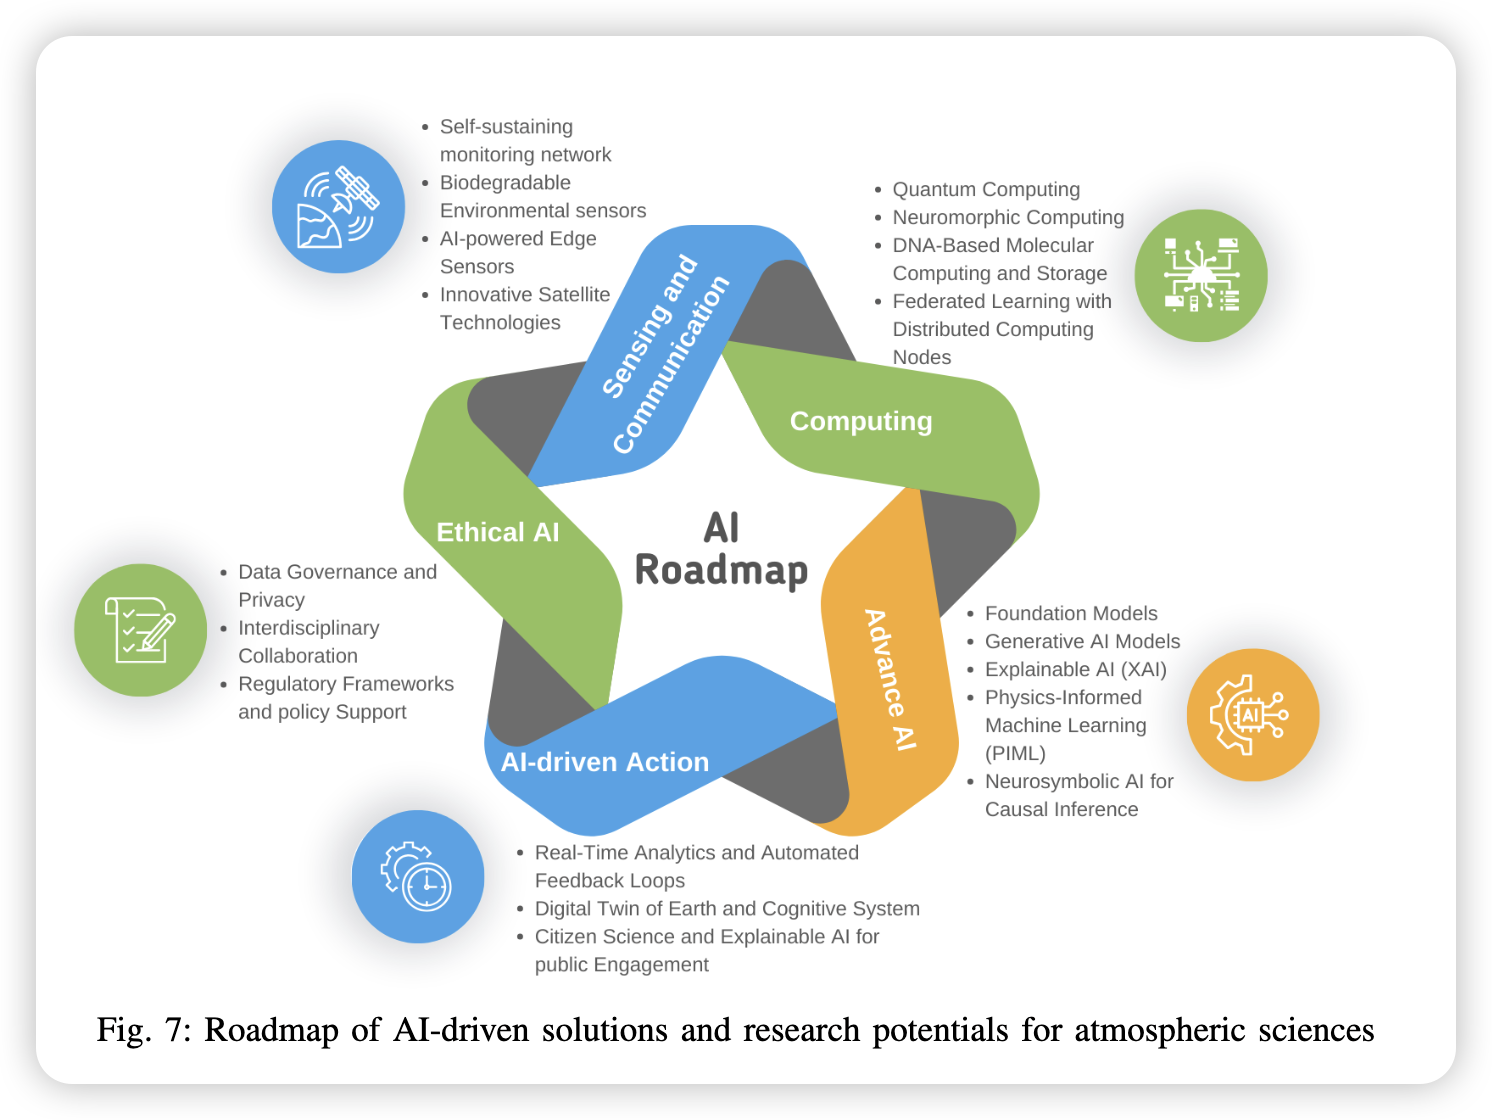 Self-sustaining
monitoring network
Biodegradable
Environmental sensors
AI-powered Edge
Sensors
Innovative Satellite
Technologies
Quantum Computing
Neuromorphic Computing
DNA-Based Molecular
Computing and Storage
Federated Learning with
Distributed Computing
Nodes
Sensing and
Communication
Computing
Ethical AI
AI
Roadmap
Advance AI
AI-driven Action
Data Governance and
Privacy
Interdisciplinary
Collaboration
Regulatory Frameworks
and policy Support
Foundation Models
Generative AI Models
Explainable AI (XAI)
Physics-Informed
Machine Learning
(PIML)
Neurosymbolic AI for
Causal Inference
AI
Real-Time Analytics and Automated
Feedback Loops
Digital Twin of Earth and Cognitive System
Citizen Science and Explainable AI for
public Engagement
Fig. 7: Roadmap of AI-driven solutions and research potentials for atmospheric sciences